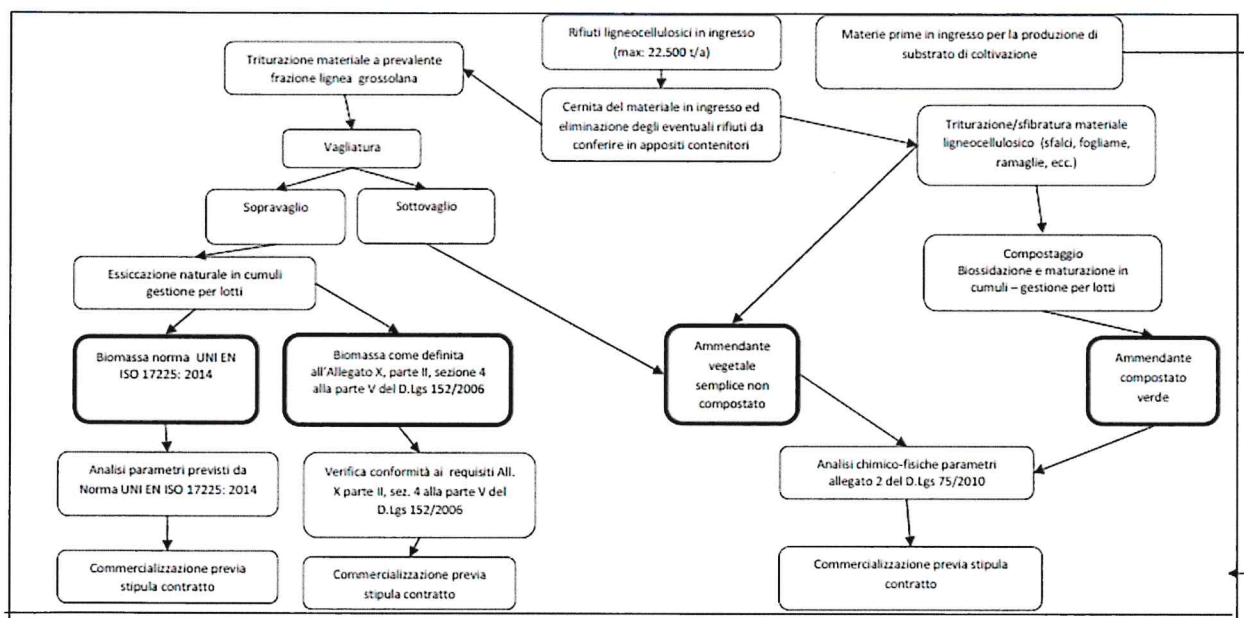 Rifiuti ligneocellulosici in ingresso
(max: 22.500 t/a)
Materie prime in ingresso per la produzione di
substrato di coltivazione
Triturazione materiale a prevalente
frazione lignea grossolana
Cernita del materiale in ingresso ed
eliminazione degli eventuali rifiuti da
conferire in appositi contenitori
Triturazione/sfibratura materiale
ligneocellulosico (sfalci, fogliame,
ramaglie, ecc.)
Vagliatura
Sopravaglio
Sottovaglio
Compostaggio
Biossidazione e maturazione in
cumuli – gestione per lotti
Essiccazione naturale in cumuli
gestione per lotti
Biomassa norma UNI EN
ISO 17225: 2014
Biomassa come definita
all'Allegato X, parte II, sezione 4
alla parte V del D.Lgs 152/2006
Ammendante
vegetale
semplice non
compostato
Ammendante
compostato
verde
Analisi parametri previsti da
Norma UNI EN ISO 17225: 2014
Verifica conformità ai requisiti All.
X parte II, sez. 4 alla parte V del
D.Lgs 152/2006
Analisi chimico-fisiche parametri
allegato 2 del D.Lgs 75/2010
Commercializzazione previa
stipula contratto
Commercializzazione previa
stipula contratto
Commercializzazione previa stipula
contratto